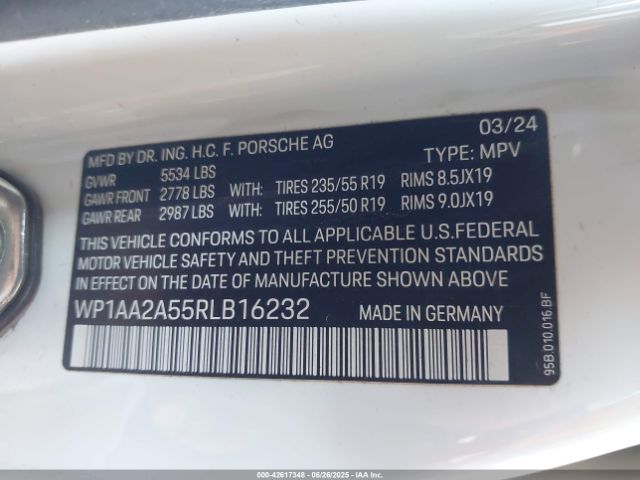 03/24
MFD BY DR. ING. H.C. F. PORSCHE AG
TYPE: MPV
GVWR 5534 LBS
GAWR FRONT 2778 LBS WITH: TIRES 235/55 R19 RIMS 8.5JX19
GAWR REAR 2987 LBS WITH: TIRES 255/50 R19 RIMS 9.0JX19
THIS VEHICLE CONFORMS TO ALL APPLICABLE U.S.FEDERAL
MOTOR VEHICLE SAFETY AND THEFT PREVENTION STANDARDS
IN EFFECT ON THE DATE OF MANUFACTURE SHOWN ABOVE
WP1AA2A55RLB16232 MADE IN GERMANY
95B.010.016.BF
000-42617348 - 06/26/2025 - IAAI.COM